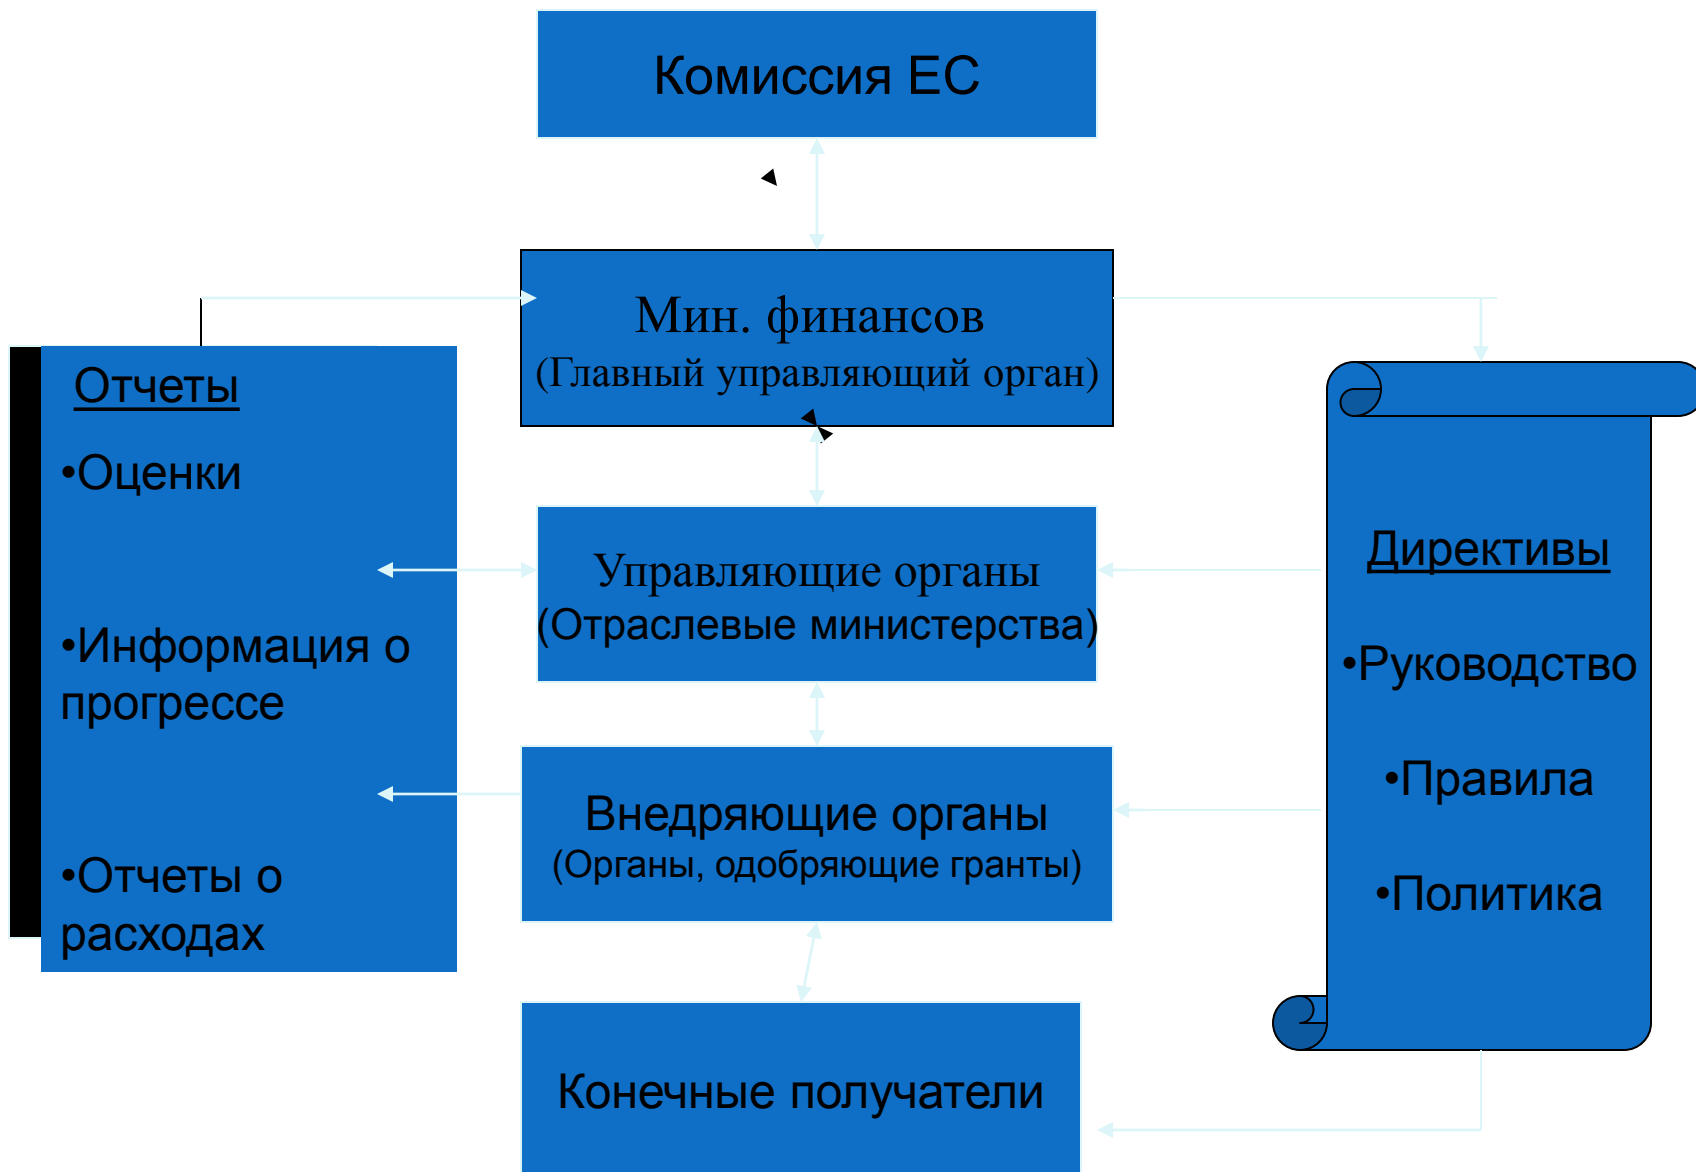 Комиссия ЕС
Мин. финансов
(Главный управляющий орган)
Отчеты
•Оценки
•Информация о
прогрессе
•Отчеты о
расходах
Управляющие органы
(Отраслевые министерства)
Внедряющие органы
(Органы, одобряющие гранты)
Конечные получатели
Директивы
•Руководство
•Правила
•Политика